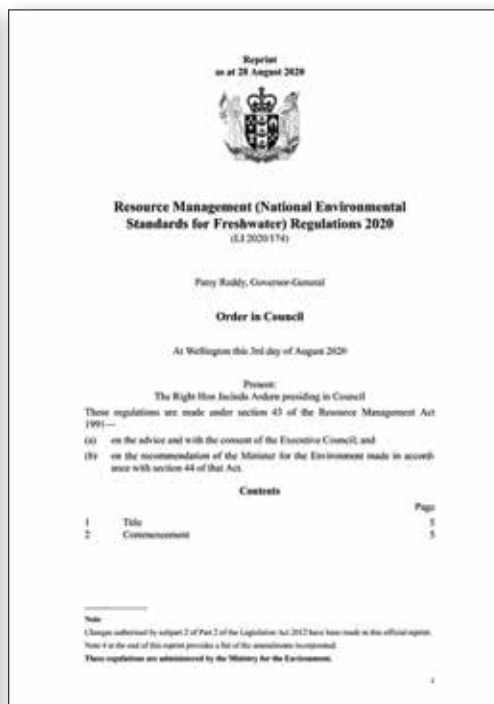 Reprint
as at 28 August 2020
Resource Management (National Environmental
Standards for Freshwater) Regulations 2020
(LI 2020/174)
Patsy Reddy, Governor-General
Order in Council
At Wellington this 3rd day of August 2020
Present:
The Right Hon Jacinda Ardern presiding in Council
These regulations are made under section 43 of the Resource Management Act
1991—
(a) on the advice and with the consent of the Executive Council; and
(b) on the recommendation of the Minister for the Environment made in accord-
ance with section 44 of that Act.
Contents
Page
1 Title 5
2 Commencement 5
Note
Changes authorised by subpart 2 of Part 2 of the Legislation Act 2012 have been made in this official reprint.
Note 4 at the end of this reprint provides a list of the amendments incorporated.
These regulations are administered by the Ministry for the Environment.
1